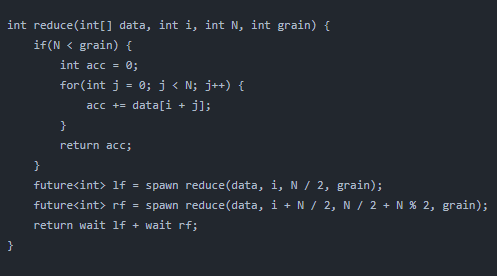 int reduce(int[] data, int i, int N, int grain) {
    if(N < grain) {
        int acc = 0;
        for(int j = 0; j < N; j++) {
            acc += data[i + j];
        }
        return acc;
    }
    future<int> lf = spawn reduce(data, i, N / 2, grain);
    future<int> rf = spawn reduce(data, i + N / 2, N / 2 + N % 2, grain);
    return wait lf + wait rf;
}